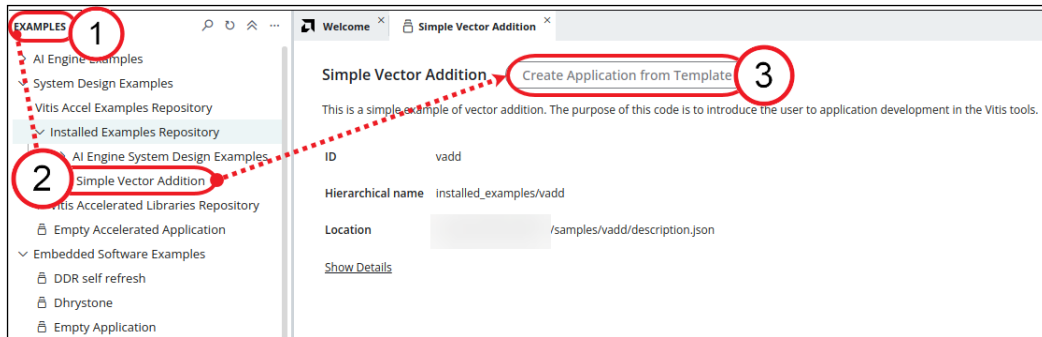 EXAMPLES
1
AI Engine Examples
System Design Examples
Vitis Accel Examples Repository
Installed Examples Repository
AI Engine System Design Examples
2
Simple Vector Addition
Vitis Accelerated Libraries Repository
Empty Accelerated Application
Embedded Software Examples
DDR self refresh
Dhrystone
Empty Application
Welcome × Simple Vector Addition ×
Simple Vector Addition Create Application from Template 3
This is a simple example of vector addition. The purpose of this code is to introduce the user to application development in the Vitis tools.
ID vadd
Hierarchical name installed_examples/vadd
Location /samples/vadd/description.json
Show Details